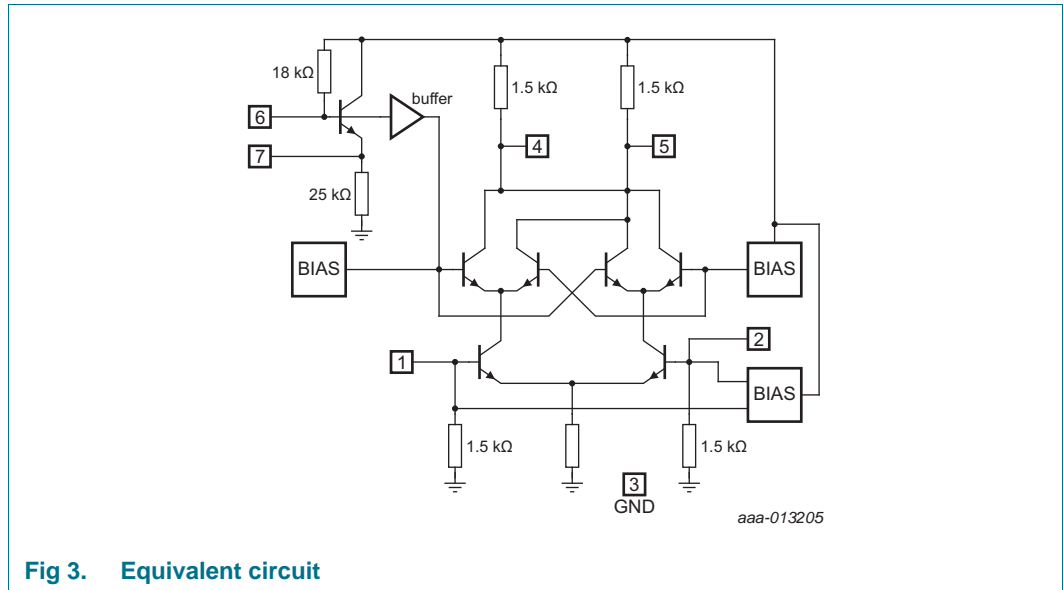 18 kΩ
1.5 kΩ
1.5 kΩ
buffer
6
4
5
7
25 kΩ
BIAS
BIAS
2
1
BIAS
1.5 kΩ
1.5 kΩ
3
GND
aaa-013205
Fig 3. Equivalent circuit